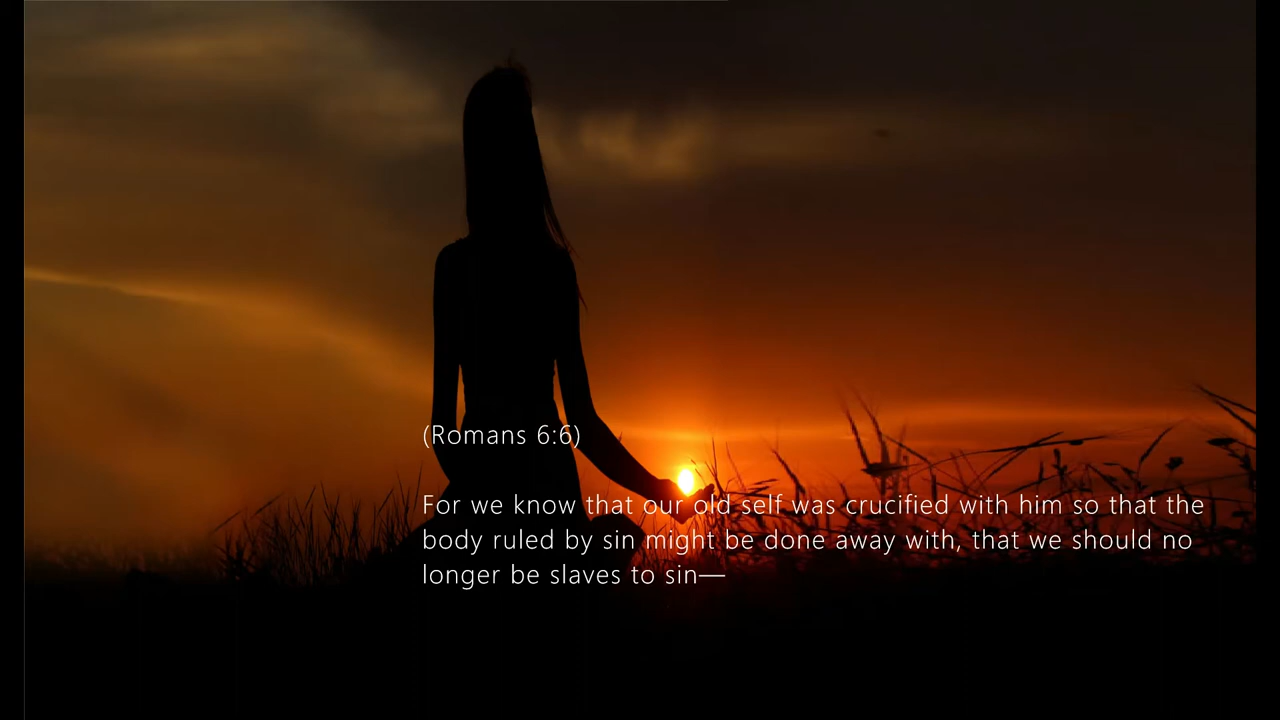 (Romans 6:6)
For we know that our old self was crucified with him so that the
body ruled by sin might be done away with, that we should no
longer be slaves to sin—